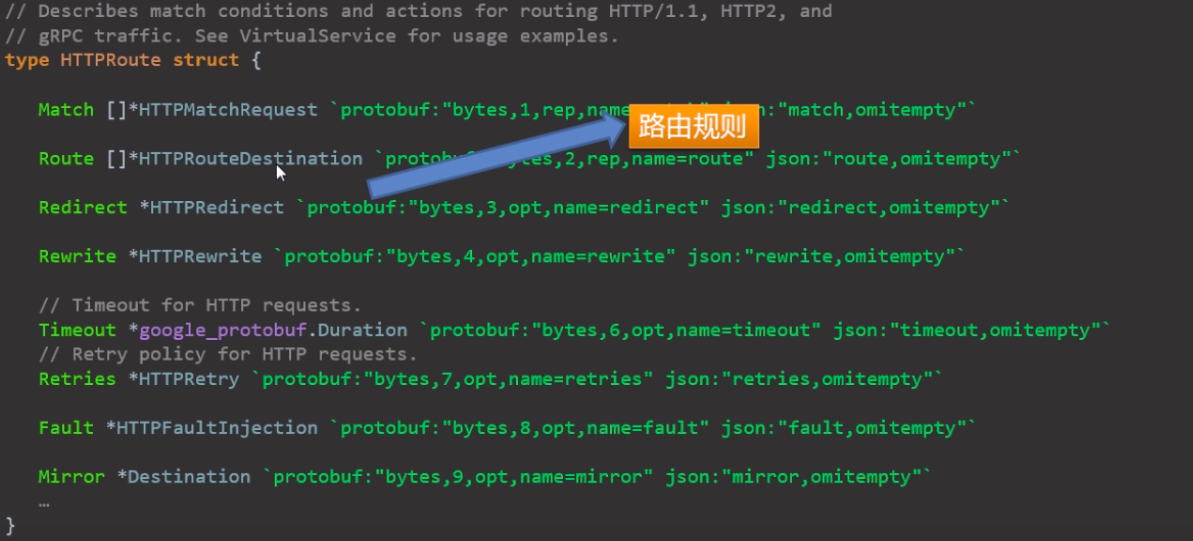 // Describes match conditions and actions for routing HTTP/1.1, HTTP2, and
// gRPC traffic. See VirtualService for usage examples.
type HTTPRoute struct {
Match []*HTTPMatchRequest `protobuf:"bytes,1,rep, json:"match,omitempty"`
路由规则
Route []*HTTPRouteDestination `protobuf:"bytes,2,rep,name=route" json:"route,omitempty"`
Redirect *HTTPRedirect `protobuf:"bytes,3,opt,name=redirect" json:"redirect,omitempty"`
Rewrite *HTTPRewrite `protobuf:"bytes,4,opt,name=rewrite" json:"rewrite,omitempty"`
// Timeout for HTTP requests.
Timeout *google_protobuf.Duration `protobuf:"bytes,6,opt,name=timeout" json:"timeout,omitempty"`
// Retry policy for HTTP requests.
Retries *HTTPRetry `protobuf:"bytes,7,opt,name=retries" json:"retries,omitempty"`
Fault *HTTPFaultInjection `protobuf:"bytes,8,opt,name=fault" json:"fault,omitempty"`
Mirror *Destination `protobuf:"bytes,9,opt,name=mirror" json:"mirror,omitempty"`
…
}